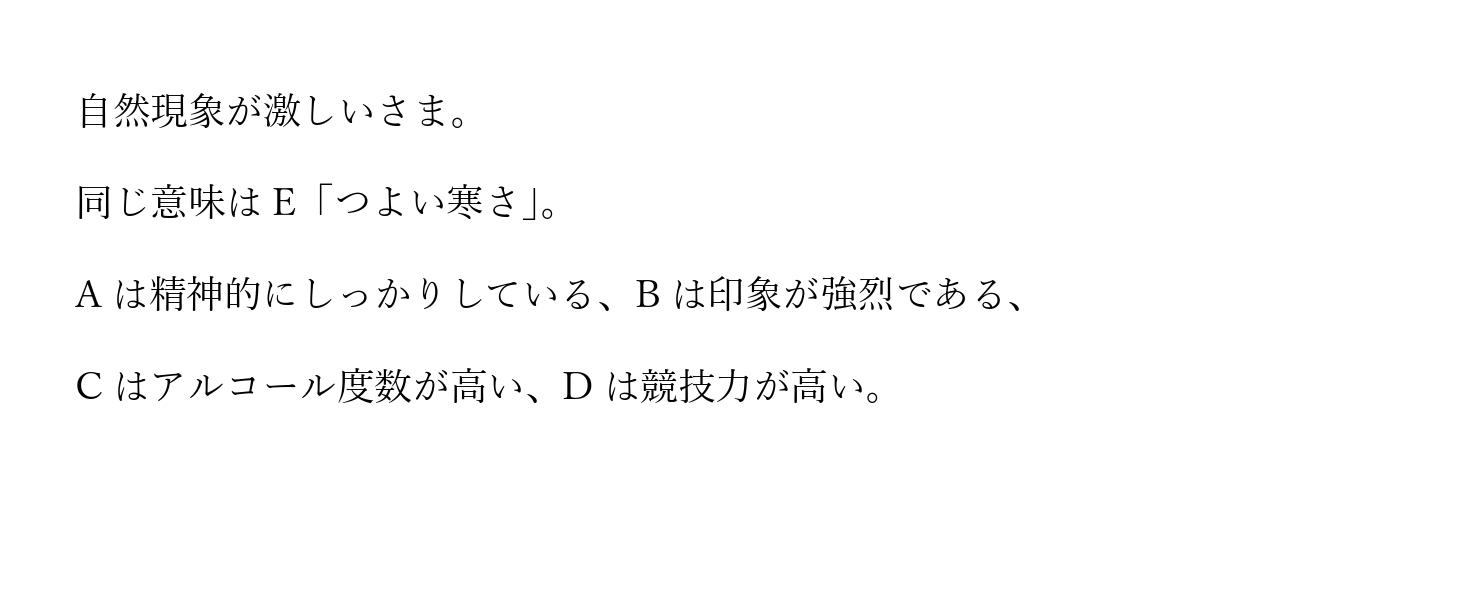 自然現象が激しいさま。
同じ意味は E「つよい寒さ」。
A は精神的にしっかりしている、B は印象が強烈である、
C はアルコール度数が高い、D は競技力が高い。